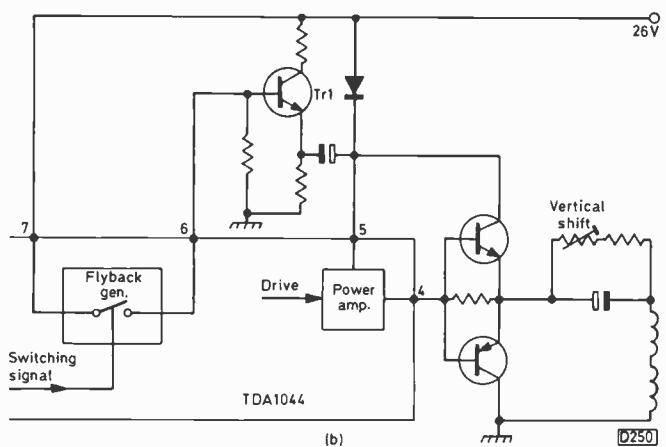 26V
Tr1
7
6
5
Vertical
shift
Flyback
gen.
Drive
Power
amp.
4
Switching
signal
TDA1044
(b)
D250